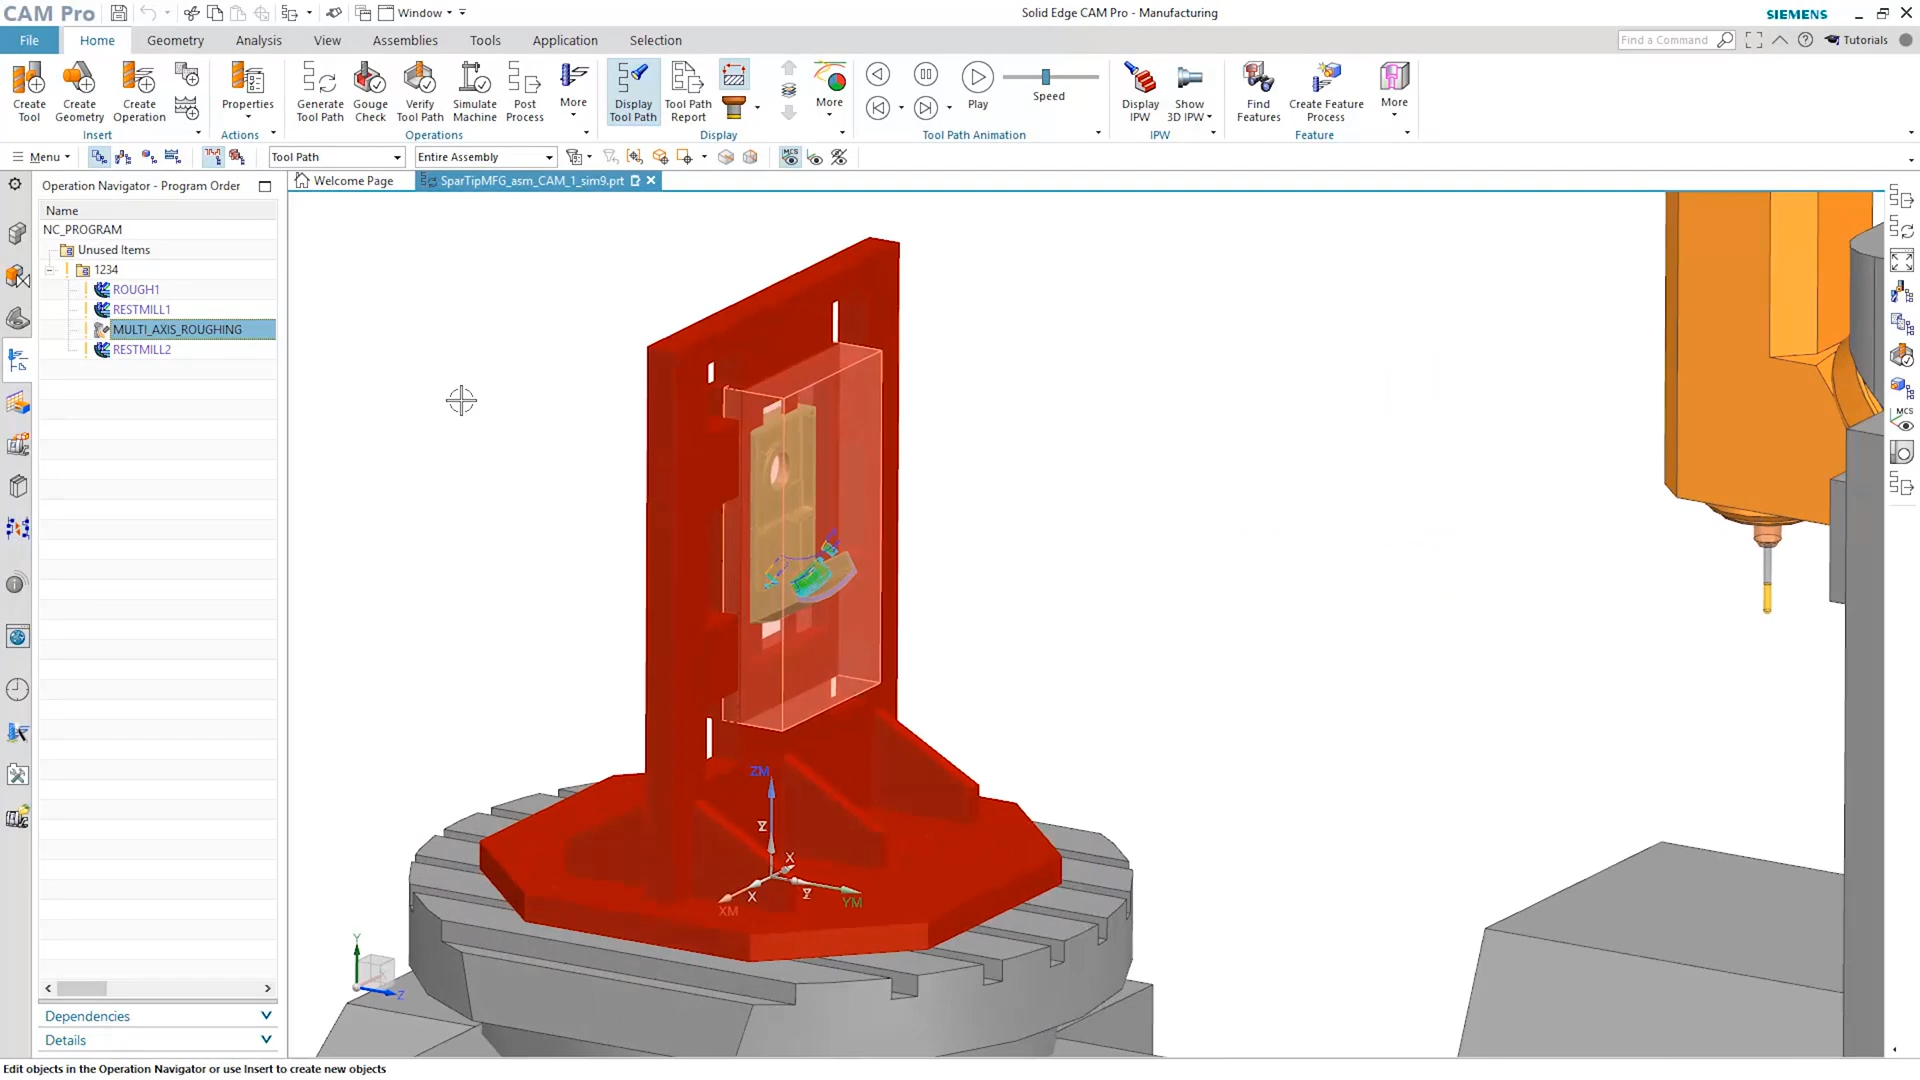 CAM Pro
Window
Solid Edge CAM Pro - Manufacturing
SIEMENS
File
Home
Geometry
Analysis
View
Assemblies
Tools
Application
Selection
Find a Command
Tutorials
Create Tool
Create Geometry
Create Operation
Properties
Generate Tool Path
Gouge Check
Verify Tool Path
Simulate Machine
Post Process
More
Display Tool Path
Tool Path Report
More
Play
Speed
Display IPW
Show 3D IPW
Find Features
Create Feature Process
More
Insert
Actions
Operations
Display
Tool Path Animation
IPW
Feature
Menu
Tool Path
Entire Assembly
MCS
Operation Navigator - Program Order
Welcome Page
SparTipMFG_asm_CAM_1_sim9.prt
Name
NC_PROGRAM
Unused Items
1234
ROUGH1
RESTMILL1
MULTI_AXIS_ROUGHING
RESTMILL2
MCS
ZM
X
X
XM
YM
Y
Z
Dependencies
Details
Edit objects in the Operation Navigator or use Insert to create new objects